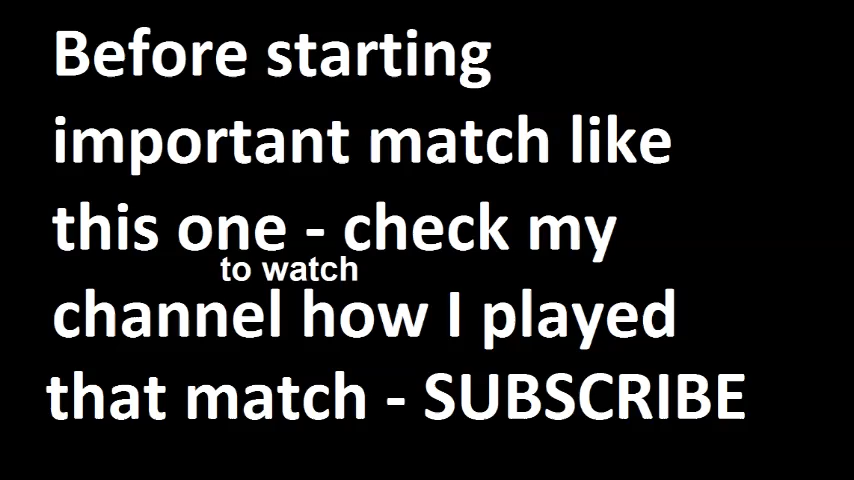 Before starting
important match like
this one - check my
to watch
channel how I played
that match - SUBSCRIBE